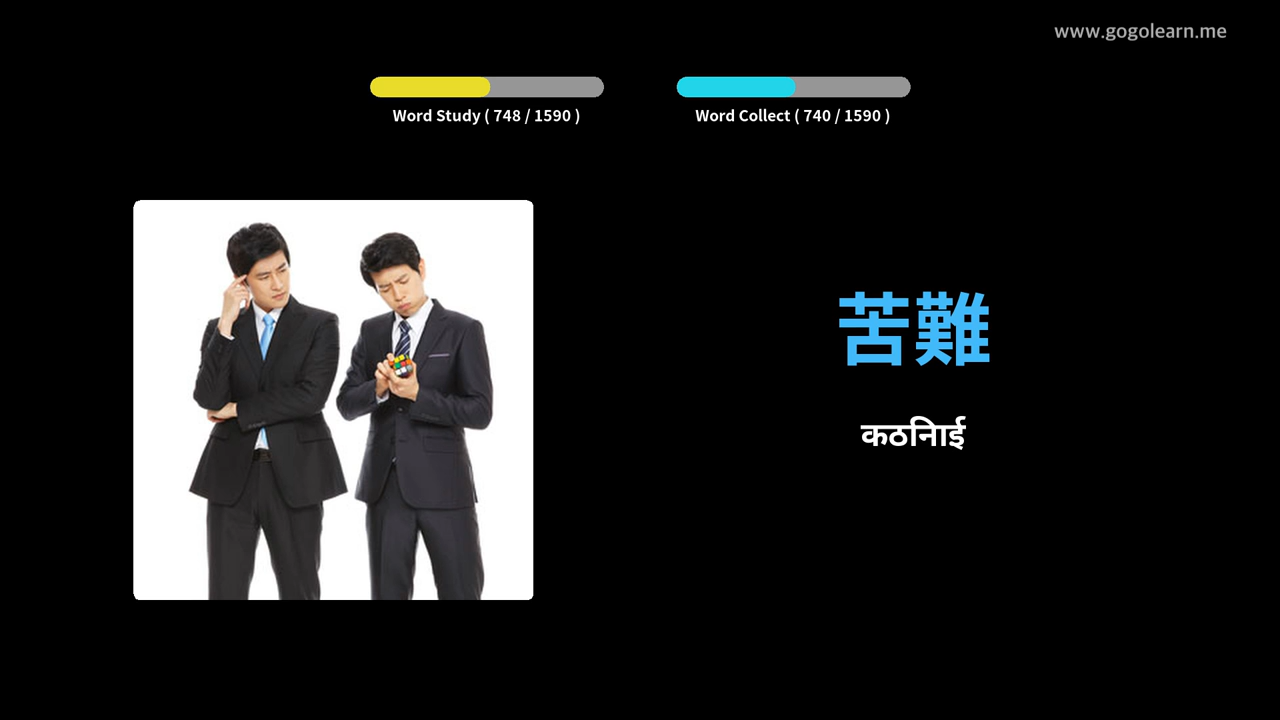 www.gogolearn.me
Word Study ( 748 / 1590 )
Word Collect ( 740 / 1590 )
苦難
कठिनाई